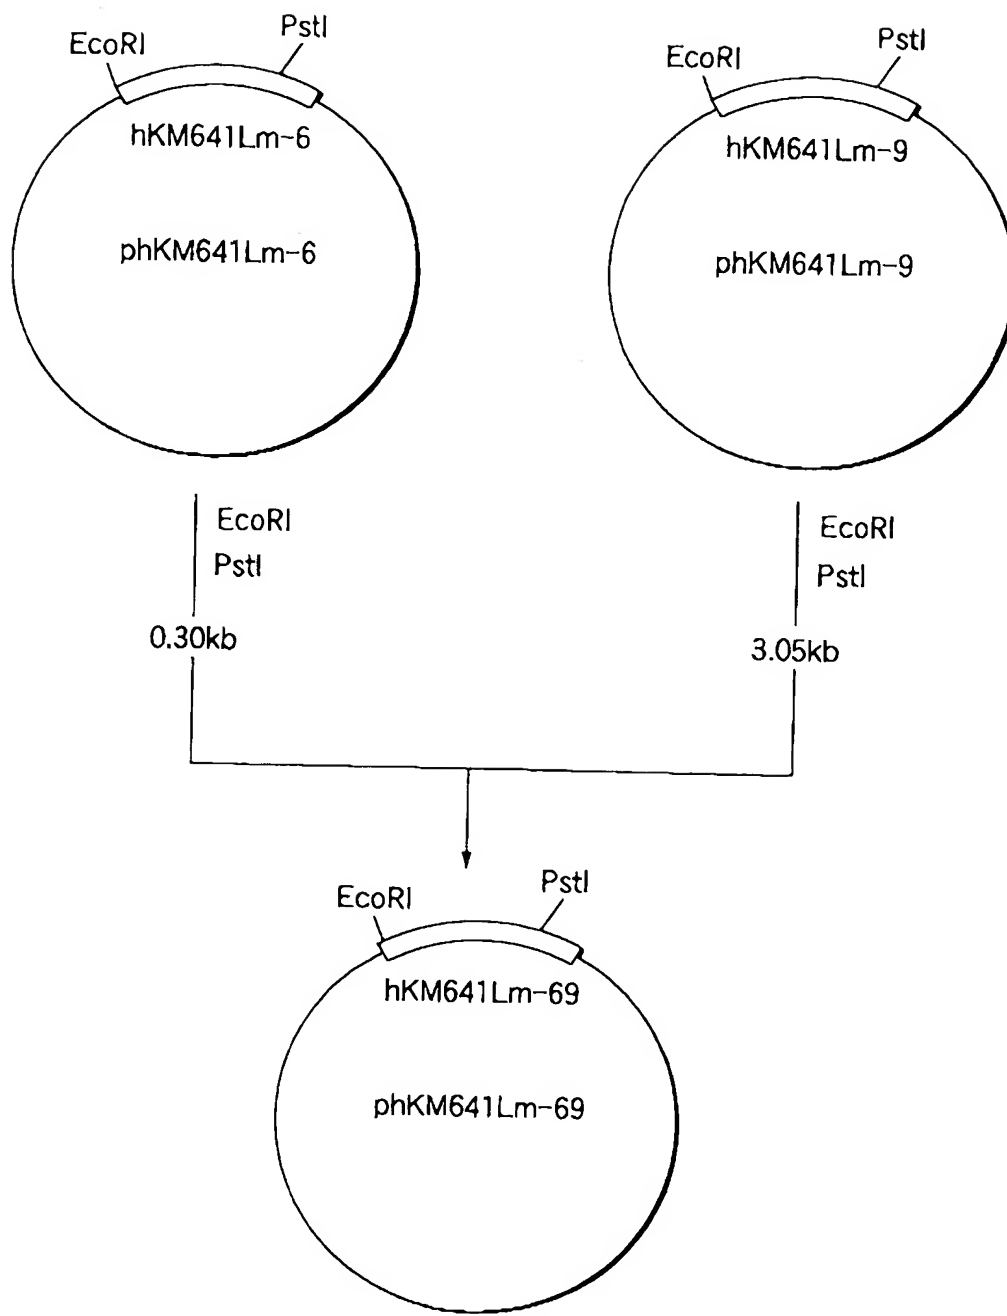 EcoRI
PstI
hKM641Lm-6
phKM641Lm-6
EcoRI
PstI
hKM641Lm-9
phKM641Lm-9
EcoRI
PstI
0.30kb
EcoRI
PstI
3.05kb
EcoRI
PstI
hKM641Lm-69
phKM641Lm-69